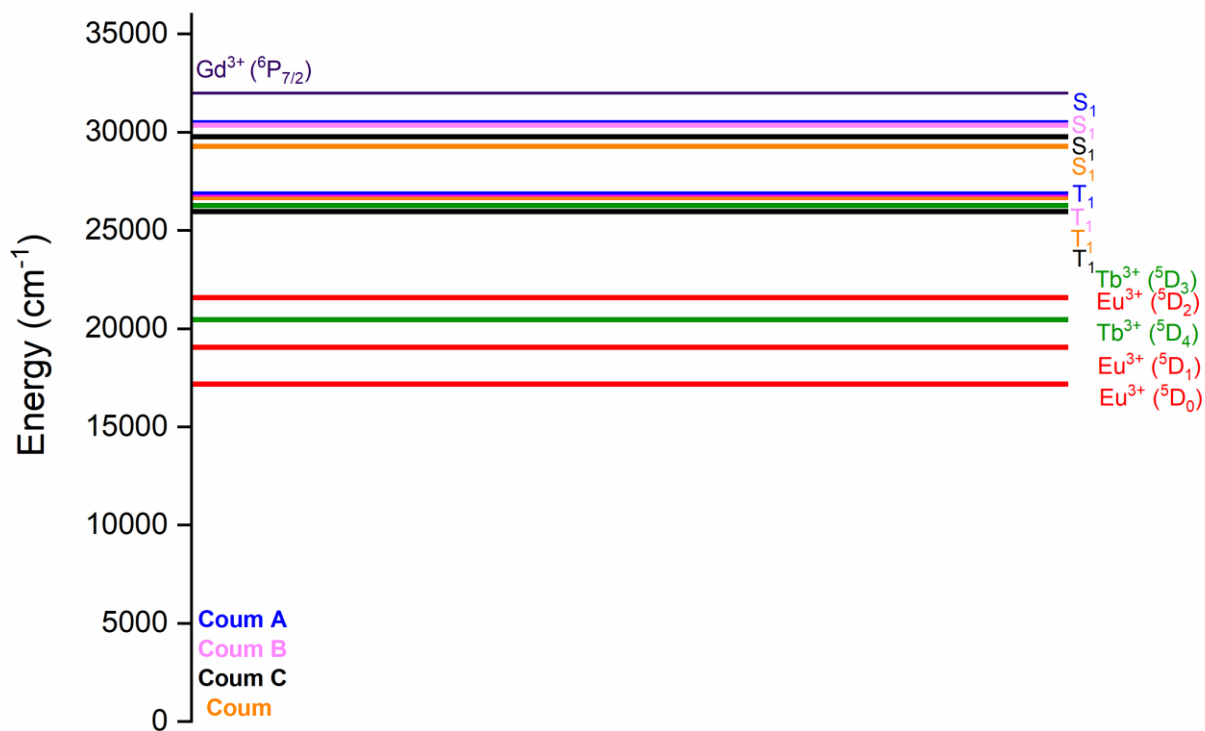 Energy (cm⁻¹)
35000
30000
25000
20000
15000
10000
5000
0
Gd³⁺ (⁶P₇/₂)
S₁
S₁
S₁
S₁
T₁
T₁
T₁
T₁
Tb³⁺ (⁵D₃)
Eu³⁺ (⁵D₂)
Tb³⁺ (⁵D₄)
Eu³⁺ (⁵D₁)
Eu³⁺ (⁵D₀)
Coum A
Coum B
Coum C
Coum